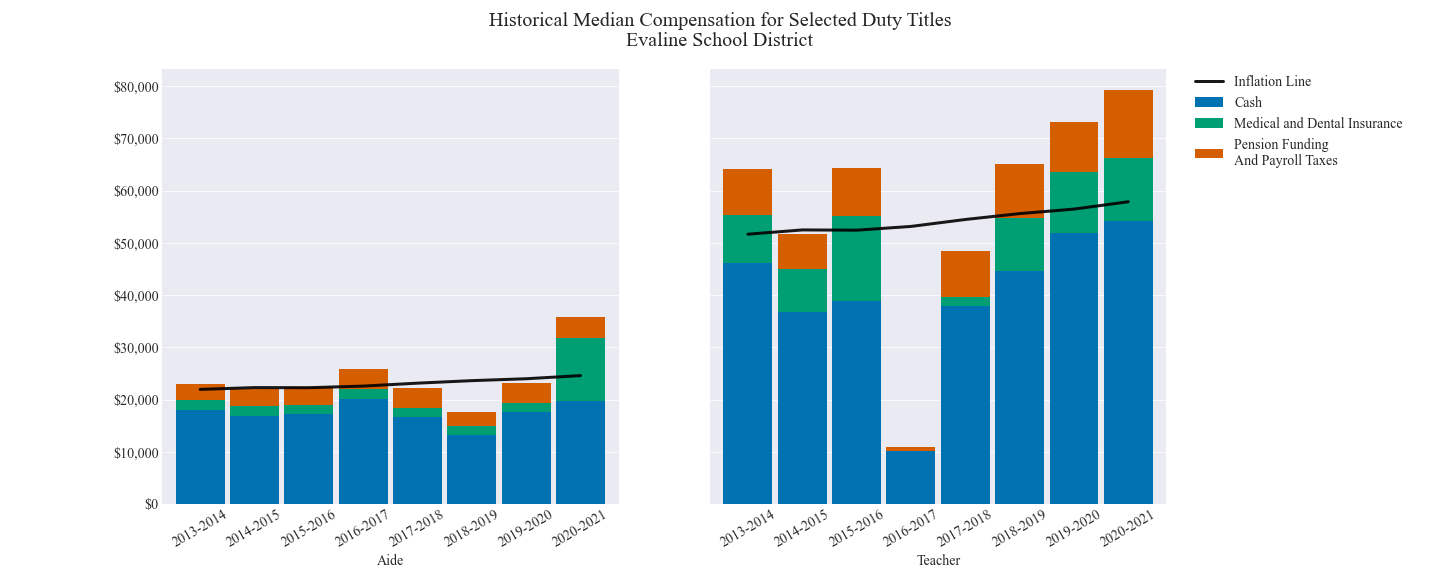 Historical Median Compensation for Selected Duty Titles
Evaline School District
$80,000
$70,000
$60,000
$50,000
$40,000
$30,000
$20,000
$10,000
$0
2013-2014
2014-2015
2015-2016
2016-2017
2017-2018
2018-2019
2019-2020
2020-2021
Aide
2013-2014
2014-2015
2015-2016
2016-2017
2017-2018
2018-2019
2019-2020
2020-2021
Teacher
Inflation Line
Cash
Medical and Dental Insurance
Pension Funding
And Payroll Taxes